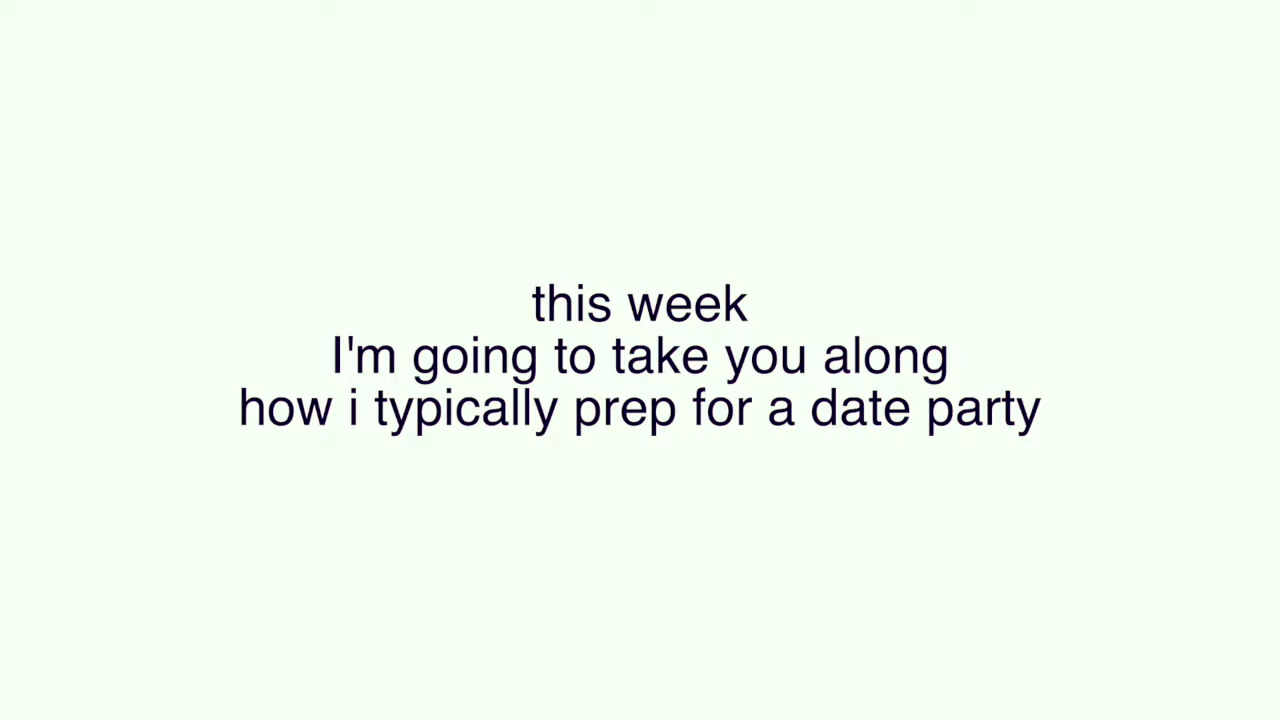 this week
I'm going to take you along
how i typically prep for a date party